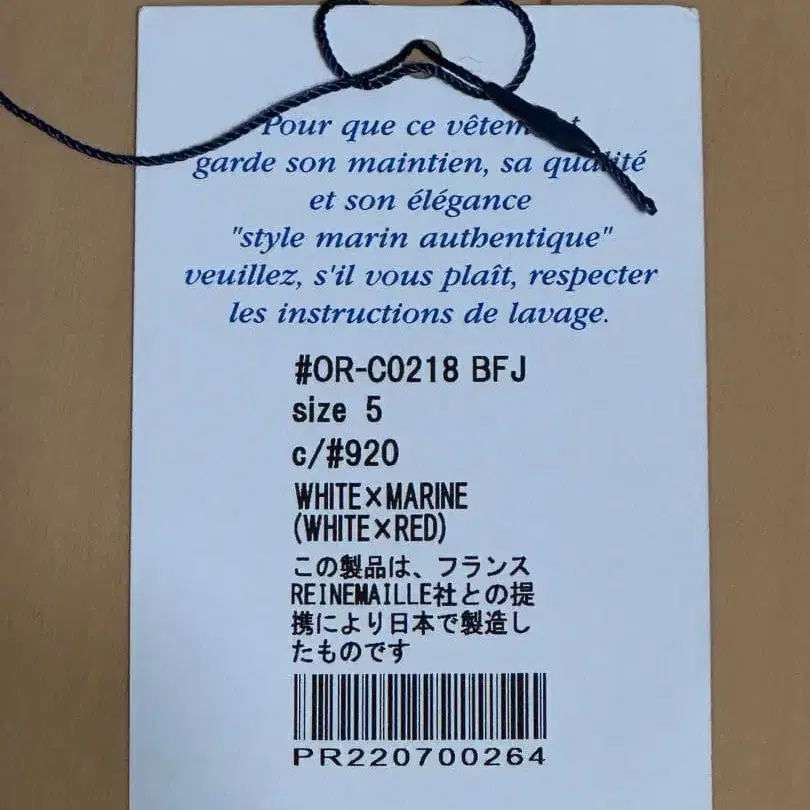 Pour que ce
garde son maintien, sa qualité
et son élégance
"style marin authentique"
veuillez, s'il vous plaît, respecter
les instructions de lavage.
#OR-C0218 BFJ
size 5
c/#920
WHITE×MARINE
(WHITE×RED)
この製品は、フランス
REINEMAILLE社との提
携により日本で製造し
たものです
PR220700264